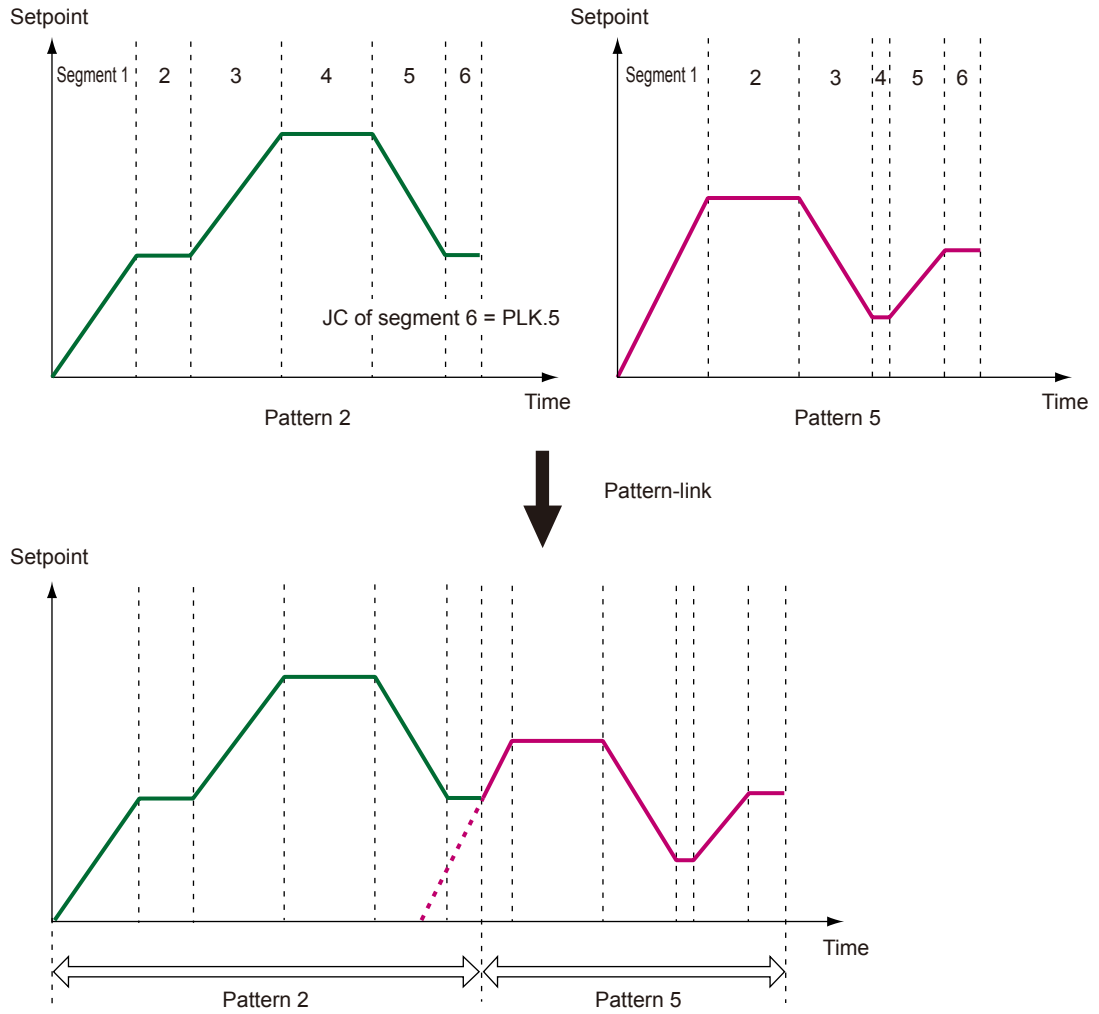 Setpoint
Setpoint
Segment 1 2 3 4 5 6
Segment 1 2 3 4 5 6
JC of segment 6 = PLK.5
Time
Time
Pattern 2
Pattern 5
Pattern-link
Setpoint
Time
Pattern 2
Pattern 5